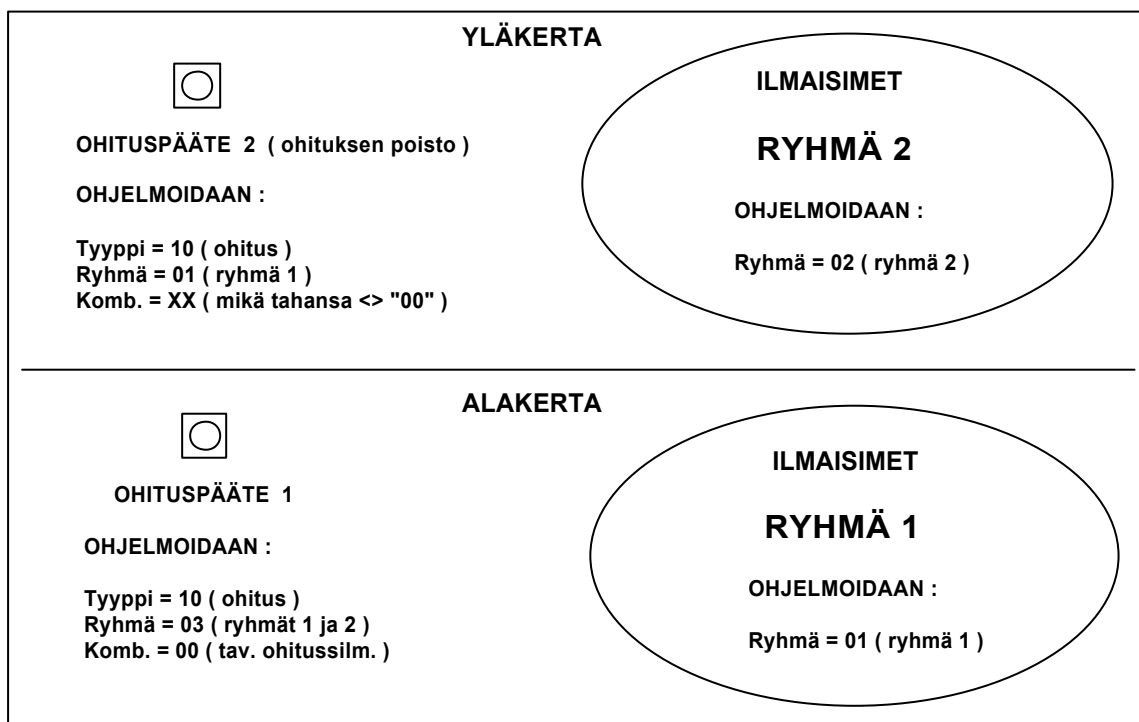 YLÄKERTA
OHITUSPÄÄTE 2 ( ohituksen poisto )
OHJELMOIDAAN :
Tyyppi = 10 ( ohitus )
Ryhmä = 01 ( ryhmä 1 )
Komb. = XX ( mikä tahansa <> "00" )
ILMAISIMET
RYHMÄ 2
OHJELMOIDAAN :
Ryhmä = 02 ( ryhmä 2 )
ALAKERTA
OHITUSPÄÄTE 1
OHJELMOIDAAN :
Tyyppi = 10 ( ohitus )
Ryhmä = 03 ( ryhmät 1 ja 2 )
Komb. = 00 ( tav. ohitussilm. )
ILMAISIMET
RYHMÄ 1
OHJELMOIDAAN :
Ryhmä = 01 ( ryhmä 1 )